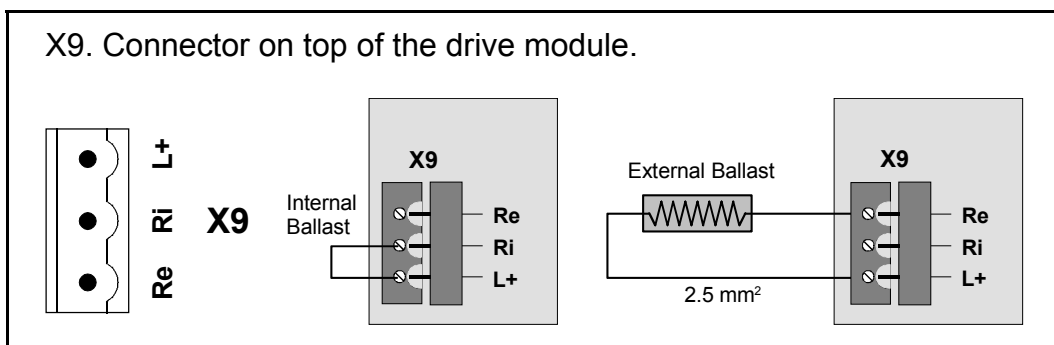 X9. Connector on top of the drive module.
L+
Ri
Re
X9
X9
Internal
Ballast
Re
Ri
L+
External Ballast
2.5 mm²
X9
Re
Ri
L+